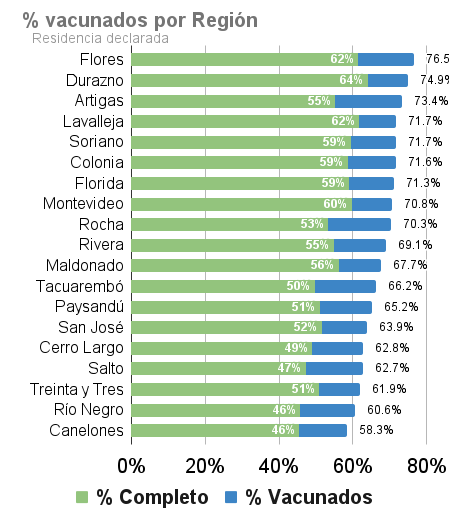 % vacunados por Región
Residencia declarada
Flores 62% 76.5
Durazno 64% 74.9%
Artigas 55% 73.4%
Lavalleja 62% 71.7%
Soriano 59% 71.7%
Colonia 59% 71.6%
Florida 59% 71.3%
Montevideo 60% 70.8%
Rocha 53% 70.3%
Rivera 55% 69.1%
Maldonado 56% 67.7%
Tacuarembó 50% 66.2%
Paysandú 51% 65.2%
San José 52% 63.9%
Cerro Largo 49% 62.8%
Salto 47% 62.7%
Treinta y Tres 51% 61.9%
Río Negro 46% 60.6%
Canelones 46% 58.3%
0% 20% 40% 60% 80%
% Completo % Vacunados